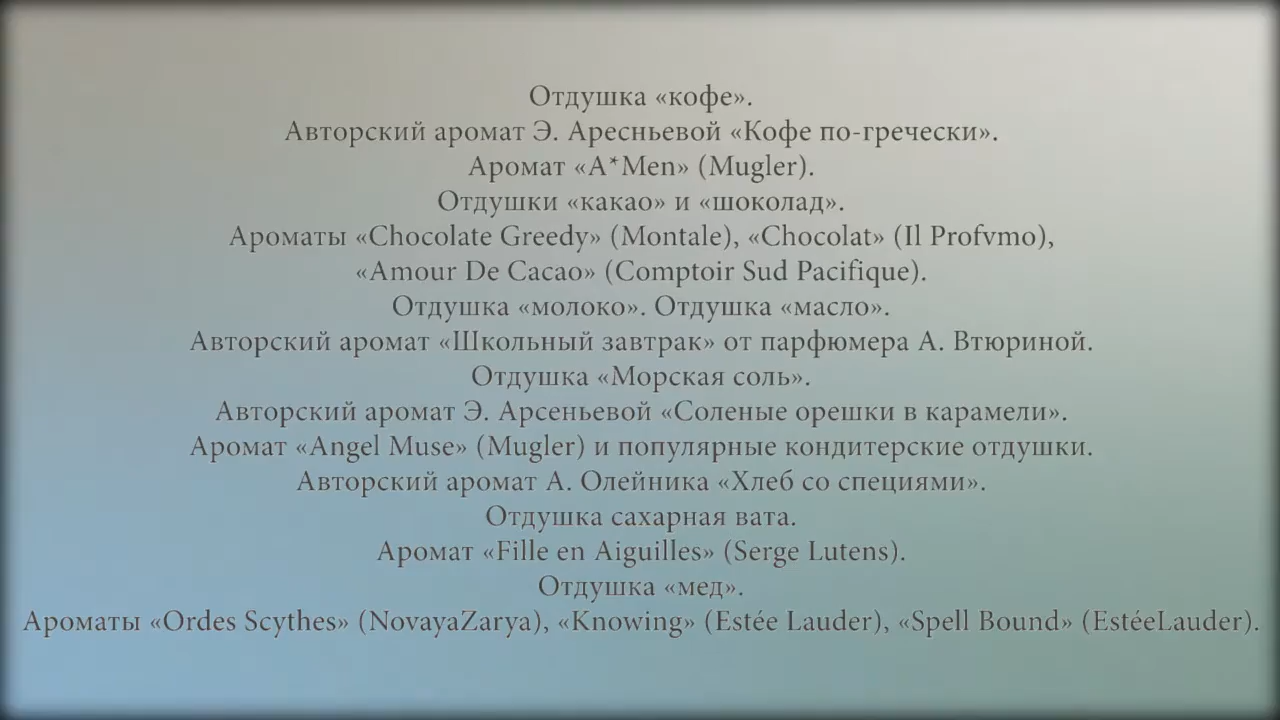 Отдушка «кофе».
Авторский аромат Э. Аресньевой «Кофе по-гречески».
Аромат «A*Men» (Mugler).
Отдушки «какао» и «шоколад».
Ароматы «Chocolate Greedy» (Montale), «Chocolat» (Il Profvmo),
«Amour De Cacao» (Comptoir Sud Pacifique).
Отдушка «молоко». Отдушка «масло».
Авторский аромат «Школьный завтрак» от парфюмера А. Втюриной.
Отдушка «Морская соль».
Авторский аромат Э. Арсеньевой «Соленые орешки в карамели».
Аромат «Angel Muse» (Mugler) и популярные кондитерские отдушки.
Авторский аромат А. Олейника «Хлеб со специями».
Отдушка сахарная вата.
Аромат «Fille en Aiguilles» (Serge Lutens).
Отдушка «мед».
Ароматы «Ordes Scythes» (NovayaZarya), «Knowing» (Estée Lauder), «Spell Bound» (EstéeLauder).